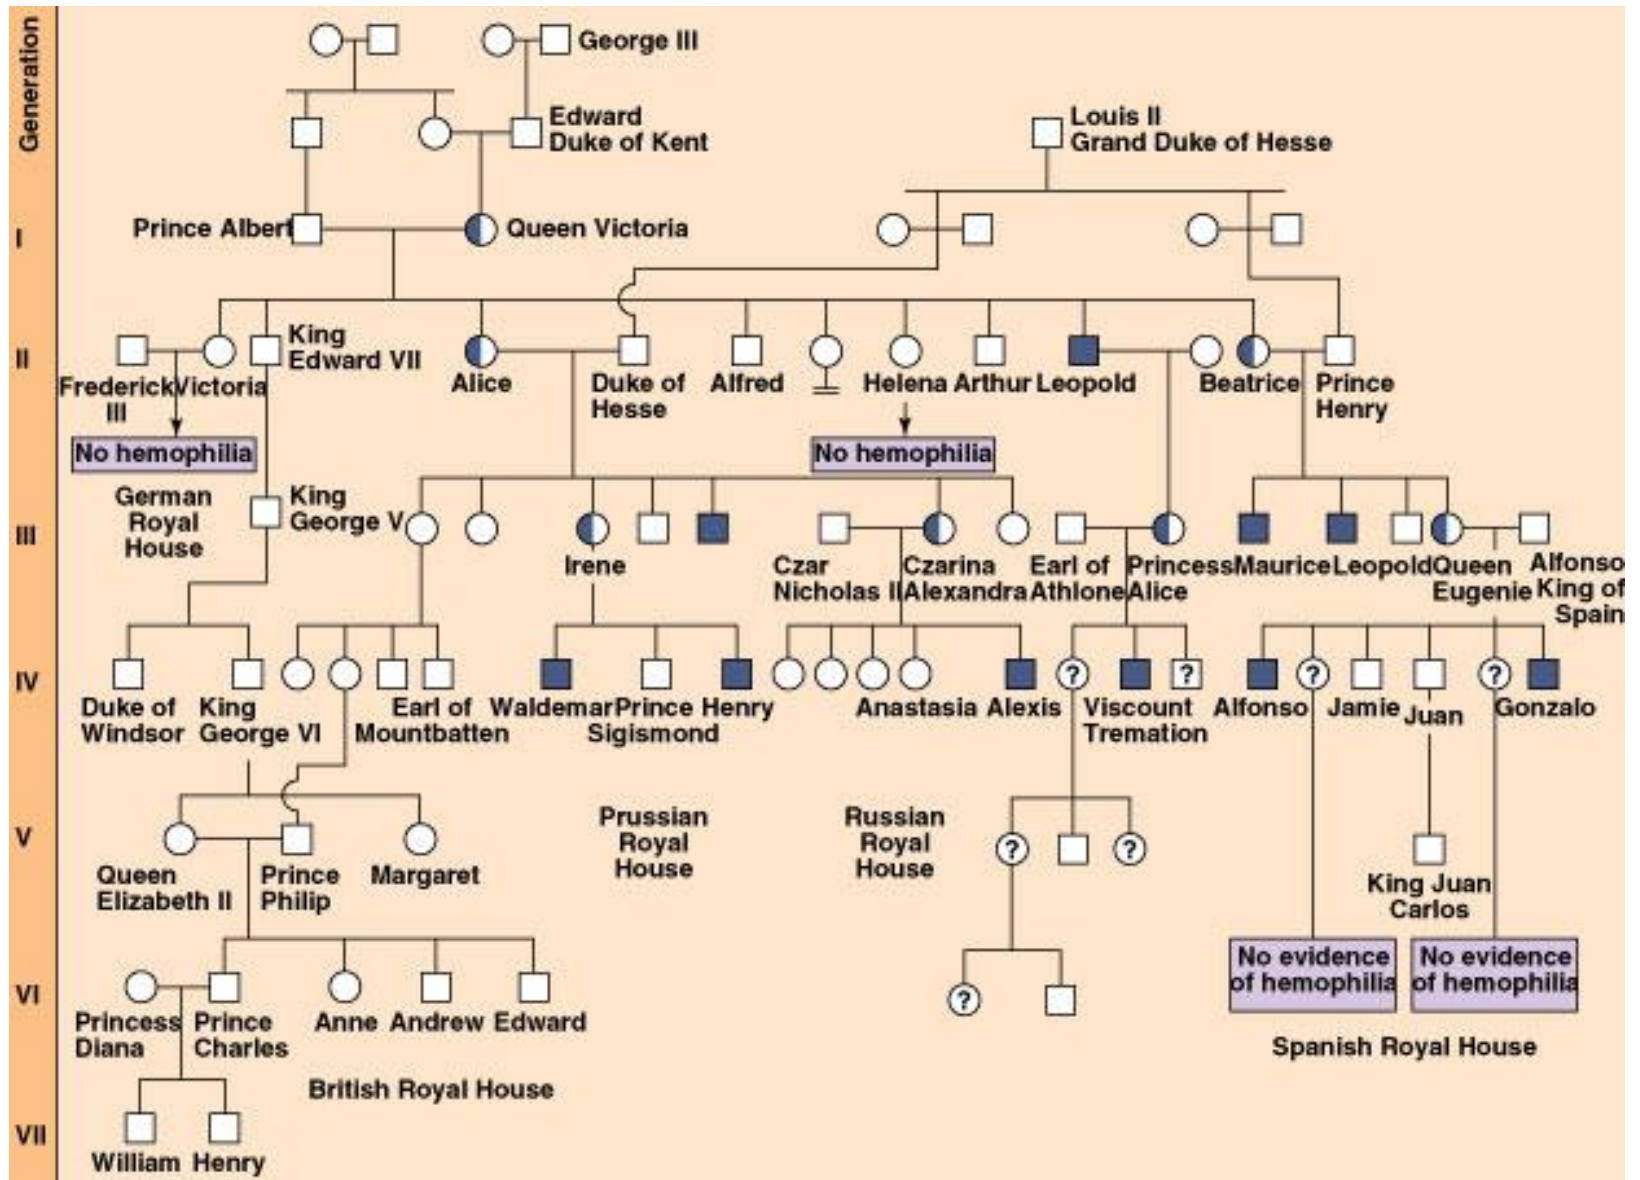 Generation
George III
Edward
Duke of Kent
Louis II
Grand Duke of Hesse
I
Prince Albert
Queen Victoria
II
King
Edward VII
Frederick
III
Victoria
Alice
Duke of
Hesse
Alfred
Helena
Arthur
Leopold
Beatrice
Prince
Henry
No hemophilia
No hemophilia
German
Royal
House
King
George V
III
Irene
Czar
Nicholas II
Czarina
Alexandra
Earl of
Athlone
Princess
Alice
Maurice
Leopold
Queen
Eugenie
Alfonso
King of
Spain
IV
?
?
?
?
Duke of
Windsor
King
George VI
Earl of
Mountbatten
Waldemar
Prince
Sigismond
Henry
Anastasia
Alexis
Viscount
Tremation
Alfonso
Jamie
Juan
Gonzalo
V
Prussian
Royal
House
Russian
Royal
House
?
?
Queen
Elizabeth II
Prince
Philip
Margaret
King Juan
Carlos
No evidence
of hemophilia
No evidence
of hemophilia
VI
?
Princess
Diana
Prince
Charles
Anne
Andrew
Edward
Spanish Royal House
British Royal House
VII
William
Henry